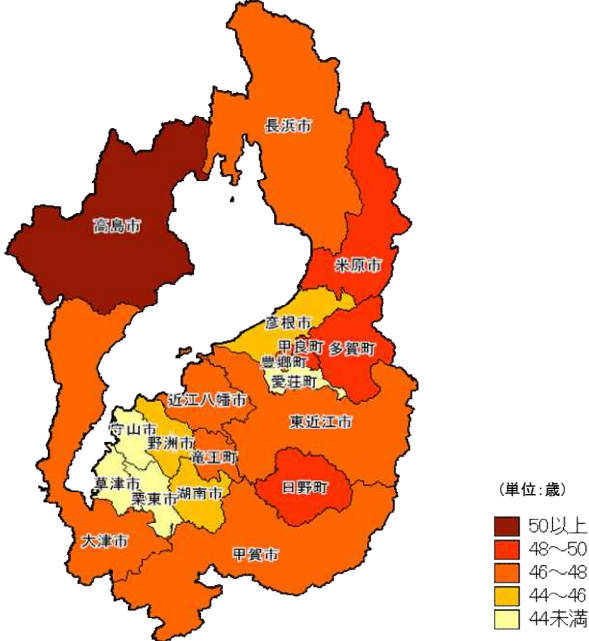 長浜市
高島市
米原市
彦根市
甲良町
多賀町
豊郷町
愛荘町
近江八幡市
東近江市
守山市
野洲市
竜王町
草津市
栗東市
湖南市
日野町
大津市
甲賀市
(単位:歳)
50以上
48~50
46~48
44~46
44未満